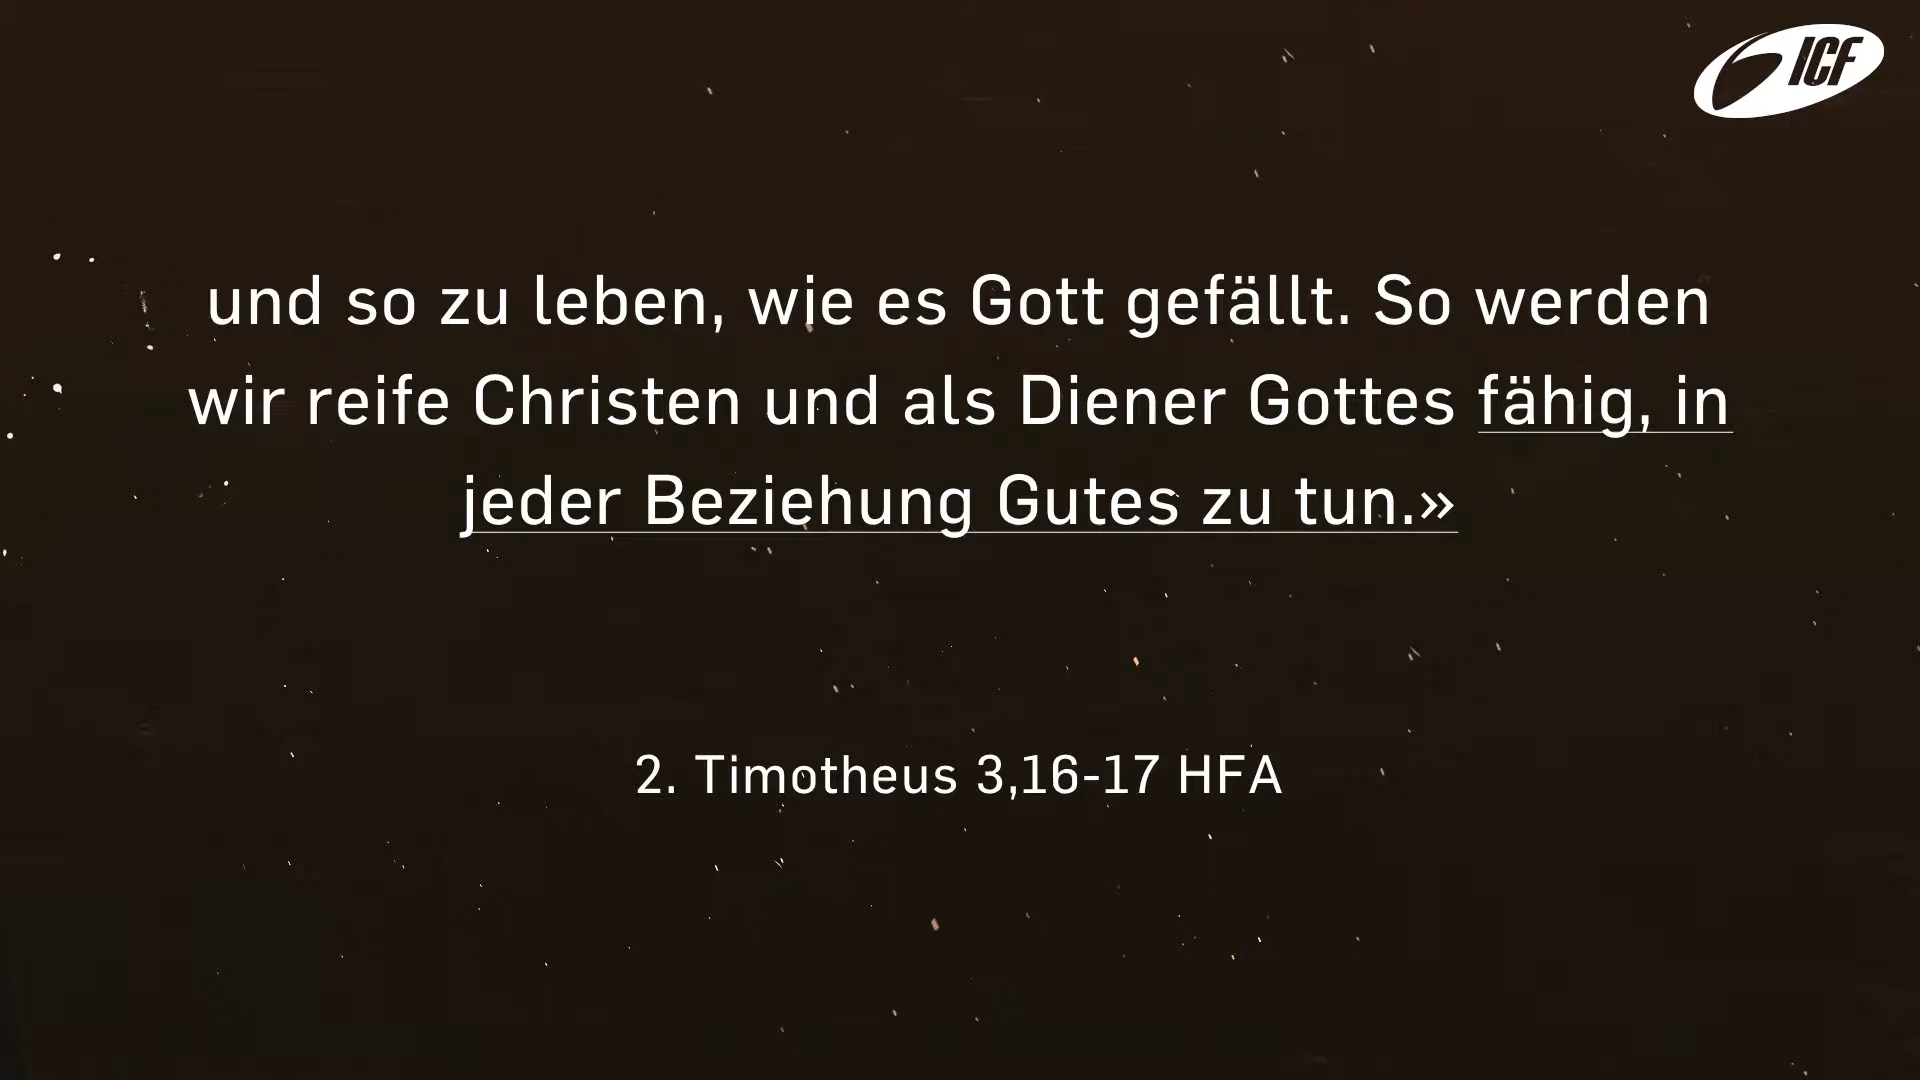 ICF
und so zu leben, wie es Gott gefällt. So werden
wir reife Christen und als Diener Gottes fähig, in
jeder Beziehung Gutes zu tun.»
2. Timotheus 3,16-17 HFA